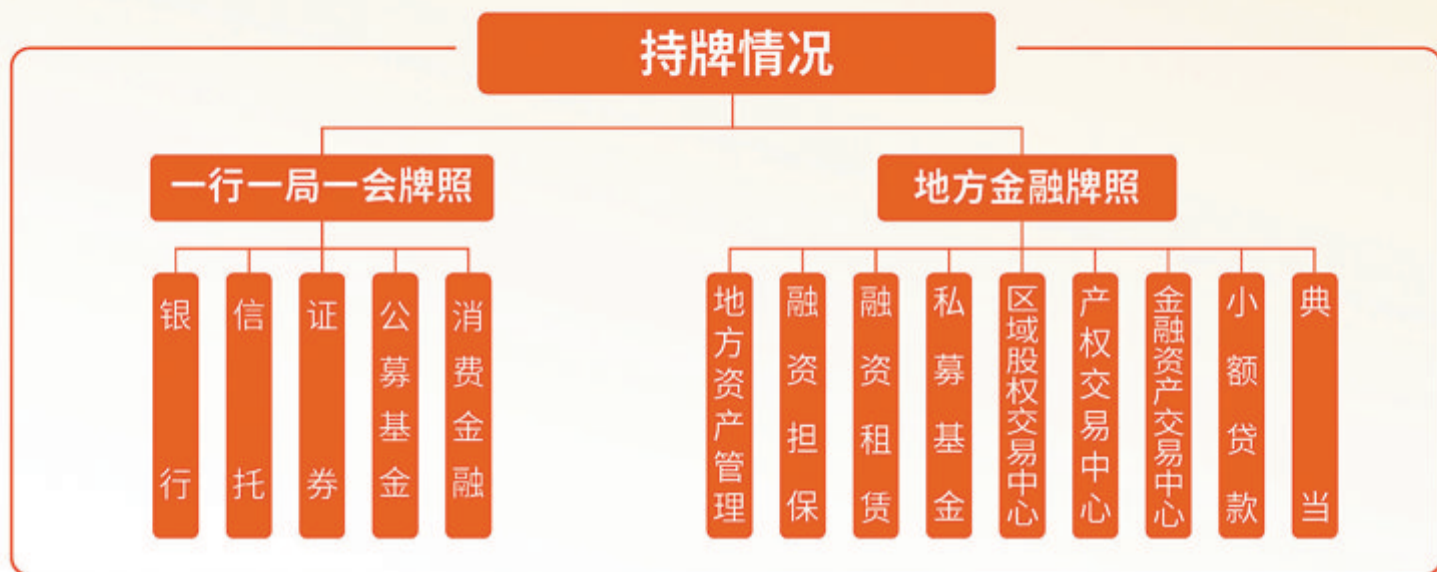 持牌情况
一行一局一会牌照
地方金融牌照
银行
信托
证券
公募基金
消费金融
地方资产管理
融资担保
融资租赁
私募基金
区域股权交易中心
产权交易中心
金融资产交易中心
小额贷款
典当